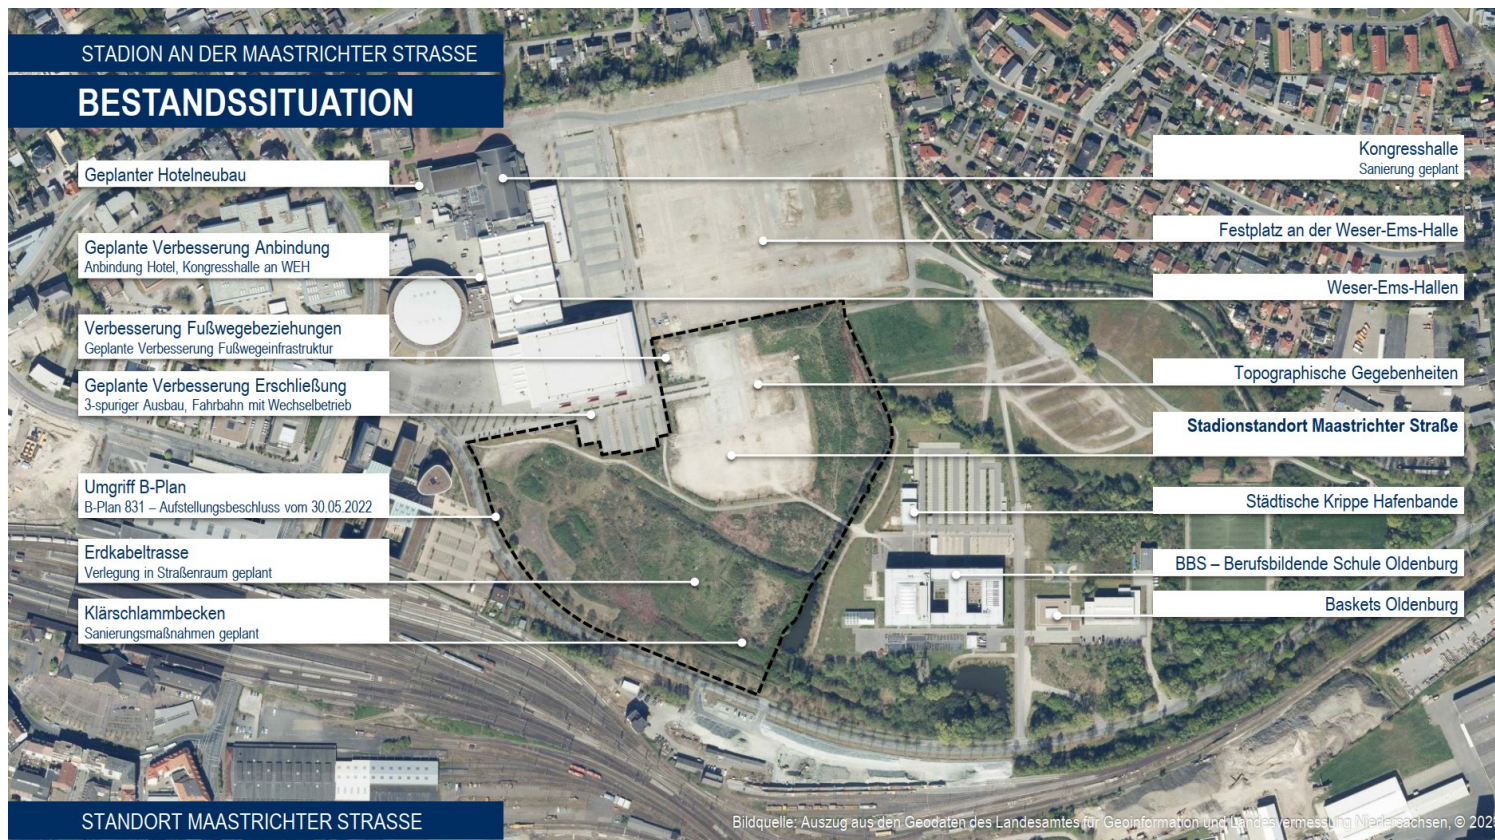 STADION AN DER MAASTRICHTER STRASSE
BESTANDSSITUATION
Geplanter Hotelneubau
Geplante Verbesserung Anbindung
Anbindung Hotel, Kongresshalle an WEH
Verbesserung Fußwegebeziehungen
Geplante Verbesserung Fußwegeinfrastruktur
Geplante Verbesserung Erschließung
3-spuriger Ausbau, Fahrbahn mit Wechselbetrieb
Umgriff B-Plan
B-Plan 831 – Aufstellungsbeschluss vom 30.05.2022
Erdkabeltrasse
Verlegung in Straßenraum geplant
Klärschlammbecken
Sanierungsmaßnahmen geplant
Kongresshalle
Sanierung geplant
Festplatz an der Weser-Ems-Halle
Weser-Ems-Hallen
Topographische Gegebenheiten
Stadionstandort Maastrichter Straße
Städtische Krippe Hafenbande
BBS – Berufsbildende Schule Oldenburg
Baskets Oldenburg
STANDORT MAASTRICHTER STRASSE
Bildquelle: Auszug aus den Geodaten des Landesamtes für Geoinformation und Landesvermessung Niedersachsen, © 202